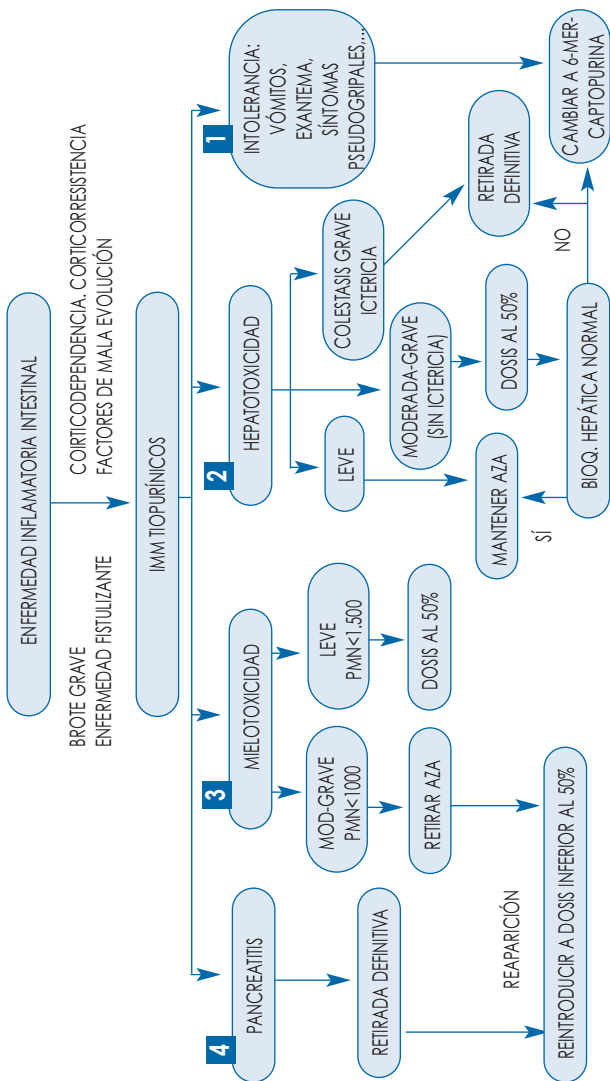 ENFERMEDAD INFLAMATORIA INTESTINAL
BROTE GRAVE
ENFERMEDAD FISTULIZANTE
COIRTICODEPENDENCIA. CORTICORRESISTENCIA
FACTORES DE MALA EVOLUCIÓN
IMM TIOPURÍNICOS
4
PANCREATITIS
RETIRADA DEFINITIVA
3
MIELOTOXICIDAD
MOD-GRAVE
PMN<1000
RETIRAR AZA
LEVE
PMN<1.500
DOSIS AL 50%
REAPARICIÓN
REINTRODUCIR A DOSIS INFERIOR AL 50%
2
HEPATOTOXICIDAD
LEVE
MANTENER AZA
MODERADA-GRAVE
(SIN ICTERICIA)
DOSIS AL 50%
COLESTASIS GRAVE
ICTERICIA
RETIRADA
DEFINITIVA
SÍ
NO
BIOQ. HEPÁTICA NORMAL
1
INTOLERANCIA:
VÓMITOS,
EXANTEMA,
SÍNTOMAS
PSEUDOGRIPALES,...
CAMBIAR A 6-MER-
CAPTOPURINA